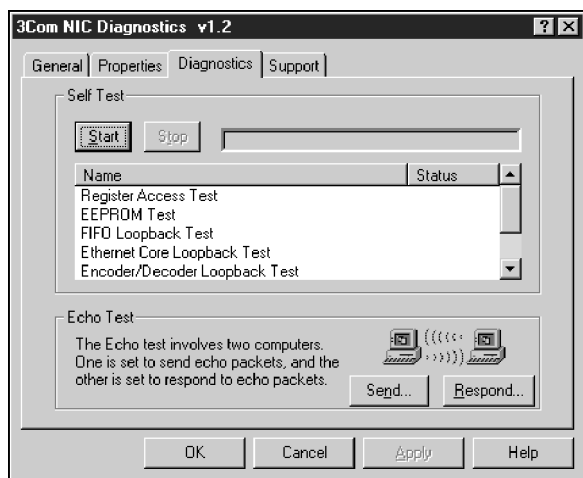 3Com NIC Diagnostics v1.2
General Properties Diagnostics Support
Self Test
Start Stop
Name Status
Register Access Test
EEPROM Test
FIFO Loopback Test
Ethernet Core Loopback Test
Encoder/Decoder Loopback Test
Echo Test
The Echo test involves two computers.
One is set to send echo packets, and the
other is set to respond to echo packets.
Send... Respond...
OK Cancel Apply Help